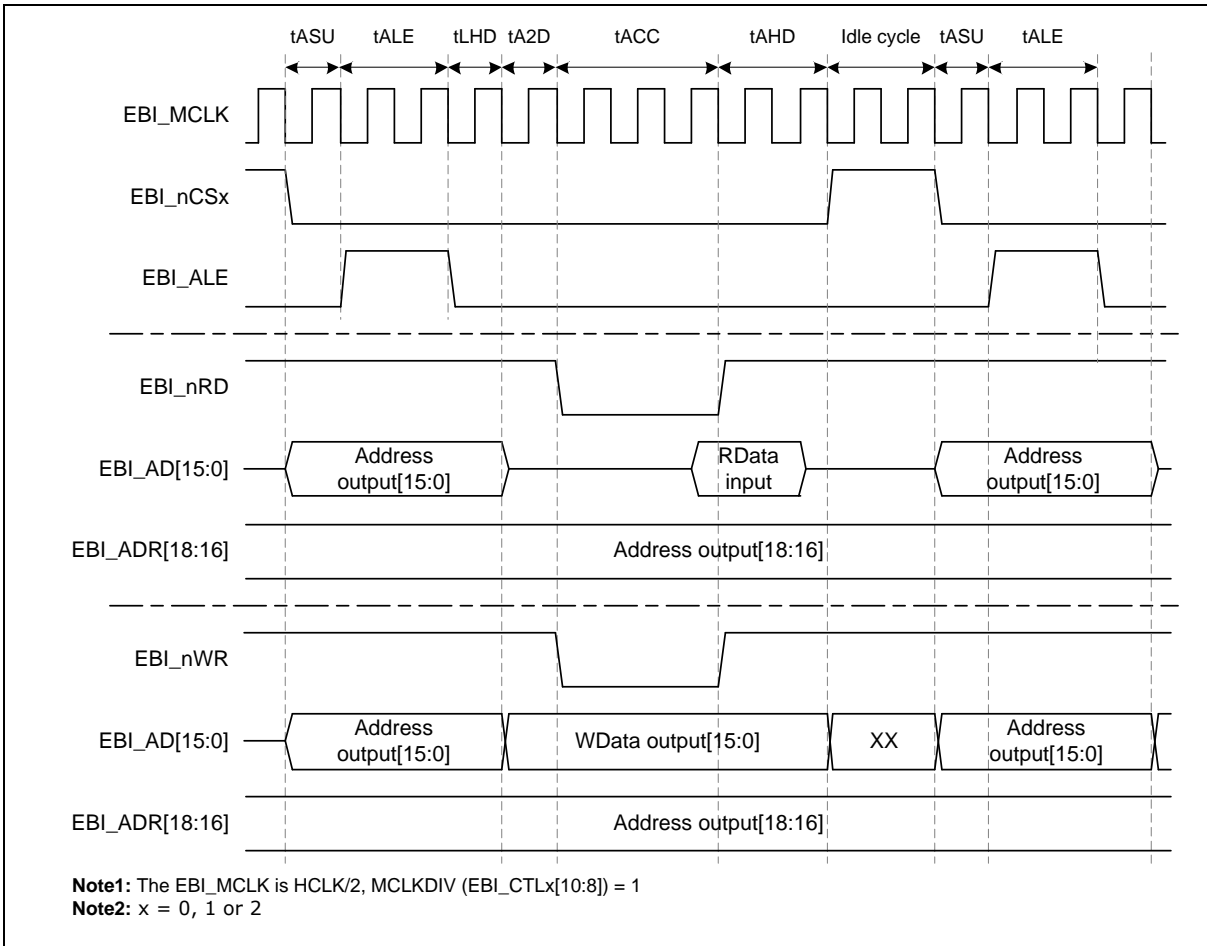 tASU tALE tLHD tA2D tACC tAHD Idle cycle tASU tALE
EBI_MCLK
EBI_nCSx
EBI_ALE
EBI_nRD
EBI_AD[15:0]
Address
output[15:0]
RData
input
Address
output[15:0]
EBI_ADR[18:16]
Address output[18:16]
EBI_nWR
EBI_AD[15:0]
Address
output[15:0]
WData output[15:0]
XX
Address
output[15:0]
EBI_ADR[18:16]
Address output[18:16]
Note1: The EBI_MCLK is HCLK/2, MCLKDIV (EBI_CTLx[10:8]) = 1
Note2: x = 0, 1 or 2